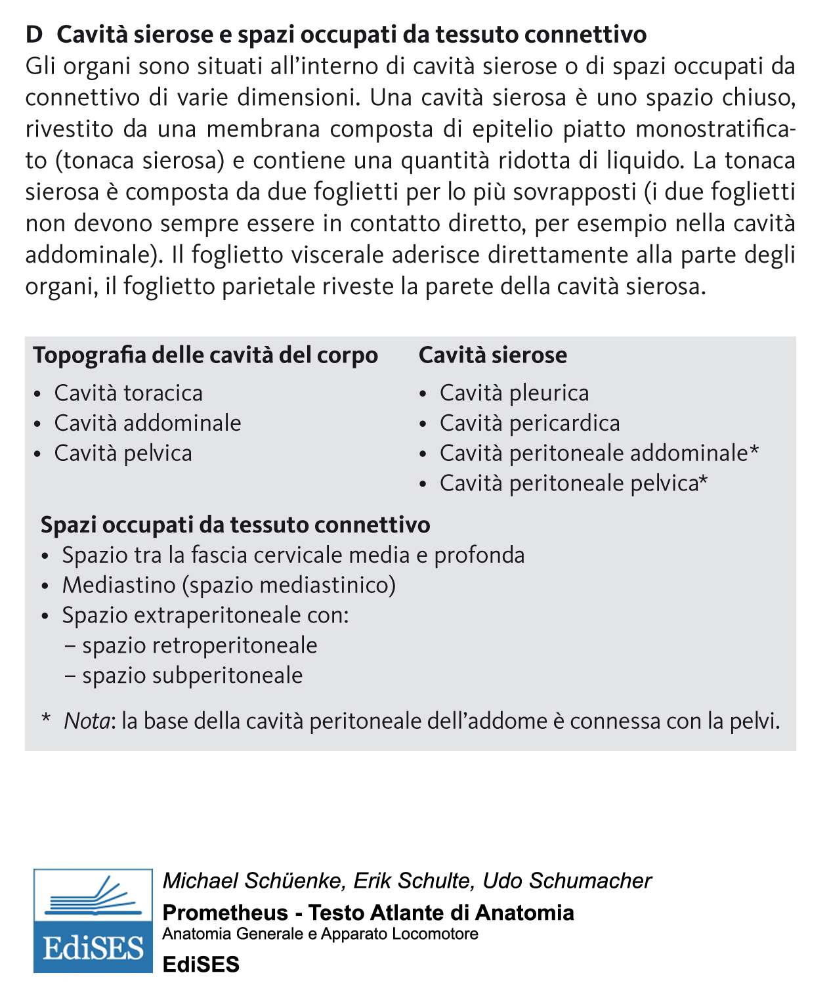 D Cavità sierose e spazi occupati da tessuto connettivo
Gli organi sono situati all’interno di cavità sierose o di spazi occupati da
connettivo di varie dimensioni. Una cavità sierosa è uno spazio chiuso,
rivestito da una membrana composta di epitelio piatto monostratifica-
to (tonaca sierosa) e contiene una quantità ridotta di liquido. La tonaca
sierosa è composta da due foglietti per lo più sovrapposti (i due foglietti
non devono sempre essere in contatto diretto, per esempio nella cavità
addominale). Il foglietto viscerale aderisce direttamente alla parte degli
organi, il foglietto parietale riveste la parete della cavità sierosa.
Topografia delle cavità del corpo
• Cavità toracica
• Cavità addominale
• Cavità pelvica
Cavità sierose
• Cavità pleurica
• Cavità pericardica
• Cavità peritoneale addominale*
• Cavità peritoneale pelvica*
Spazi occupati da tessuto connettivo
• Spazio tra la fascia cervicale media e profonda
• Mediastino (spazio mediastinico)
• Spazio extraperitoneale con:
– spazio retroperitoneale
– spazio subperitoneale
* Nota: la base della cavità peritoneale dell’addome è connessa con la pelvi.
EdiSES
Michael Schüenke, Erik Schulte, Udo Schumacher
Prometheus - Testo Atlante di Anatomia
Anatomia Generale e Apparato Locomotore
EdiSES